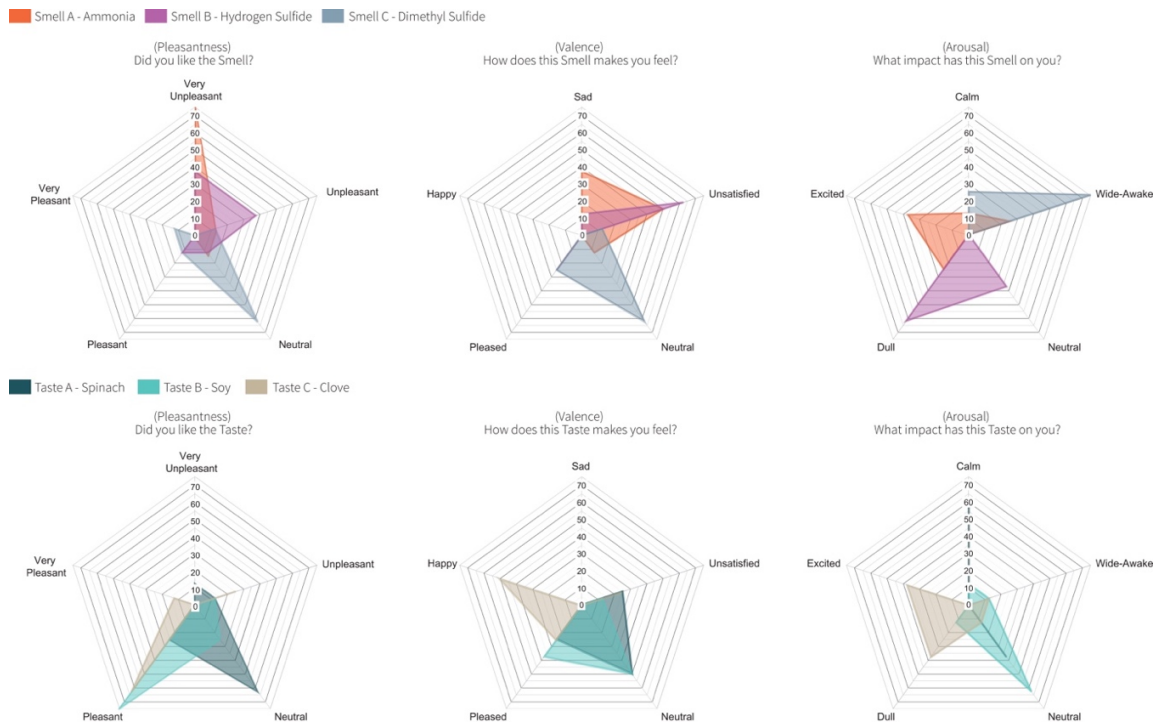 Smell A - Ammonia Smell B - Hydrogen Sulfide Smell C - Dimethyl Sulfide
(Pleasantness)
Did you like the Smell?
Very
Unpleasant
70
60
50
40
30
20
10
0
Unpleasant
Neutral
Pleasant
Very
Pleasant
(Valence)
How does this Smell makes you feel?
Sad
70
60
50
40
30
20
10
0
Unsatisfied
Neutral
Pleased
Happy
(Arousal)
What impact has this Smell on you?
Calm
70
60
50
40
30
20
10
0
Wide-Awake
Neutral
Dull
Excited
Taste A - Spinach Taste B - Soy Taste C - Clove
(Pleasantness)
Did you like the Taste?
Very
Unpleasant
70
60
50
40
30
20
10
0
Unpleasant
Neutral
Pleasant
Very
Pleasant
(Valence)
How does this Taste makes you feel?
Sad
70
60
50
40
30
20
10
0
Unsatisfied
Neutral
Pleased
Happy
(Arousal)
What impact has this Taste on you?
Calm
70
60
50
40
30
20
10
0
Wide-Awake
Neutral
Dull
Excited